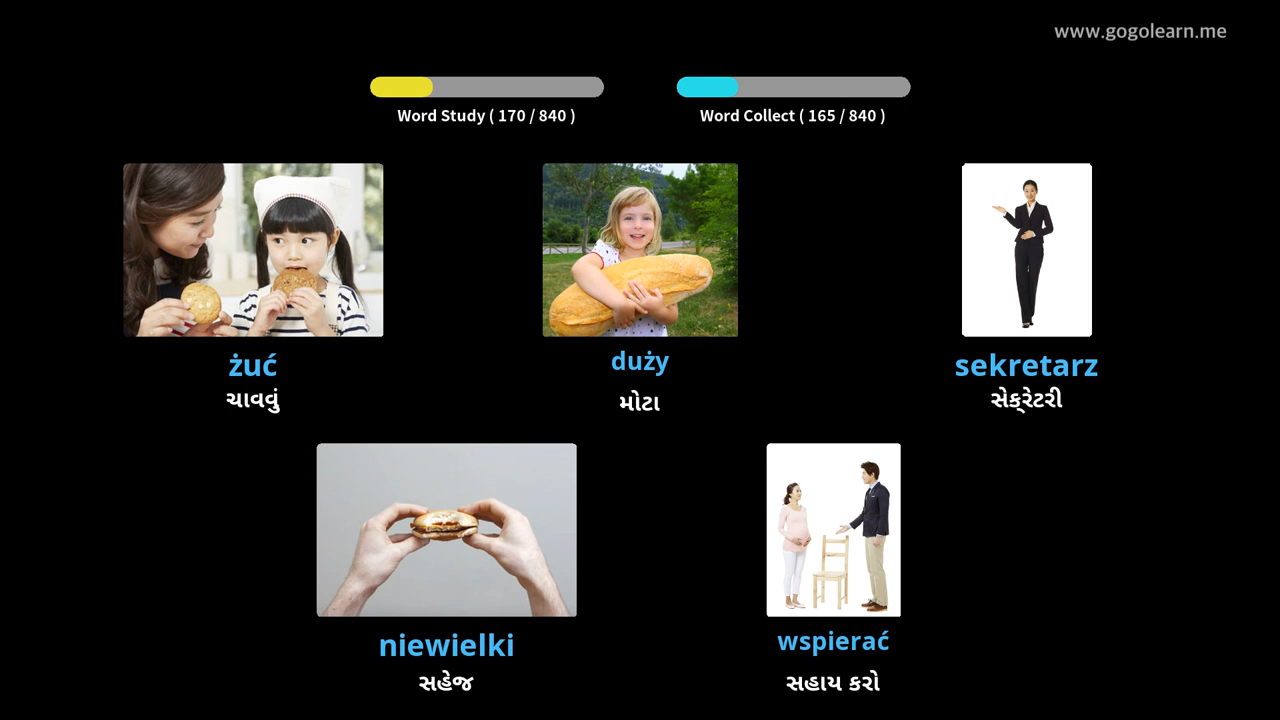 www.gogolearn.me
Word Study ( 170 / 840 )
Word Collect ( 165 / 840 )
żuć
ચાવવું
duży
મોટા
sekretarz
સેક્રેટરી
niewielki
સહેજ
wspierać
સહાય કરો